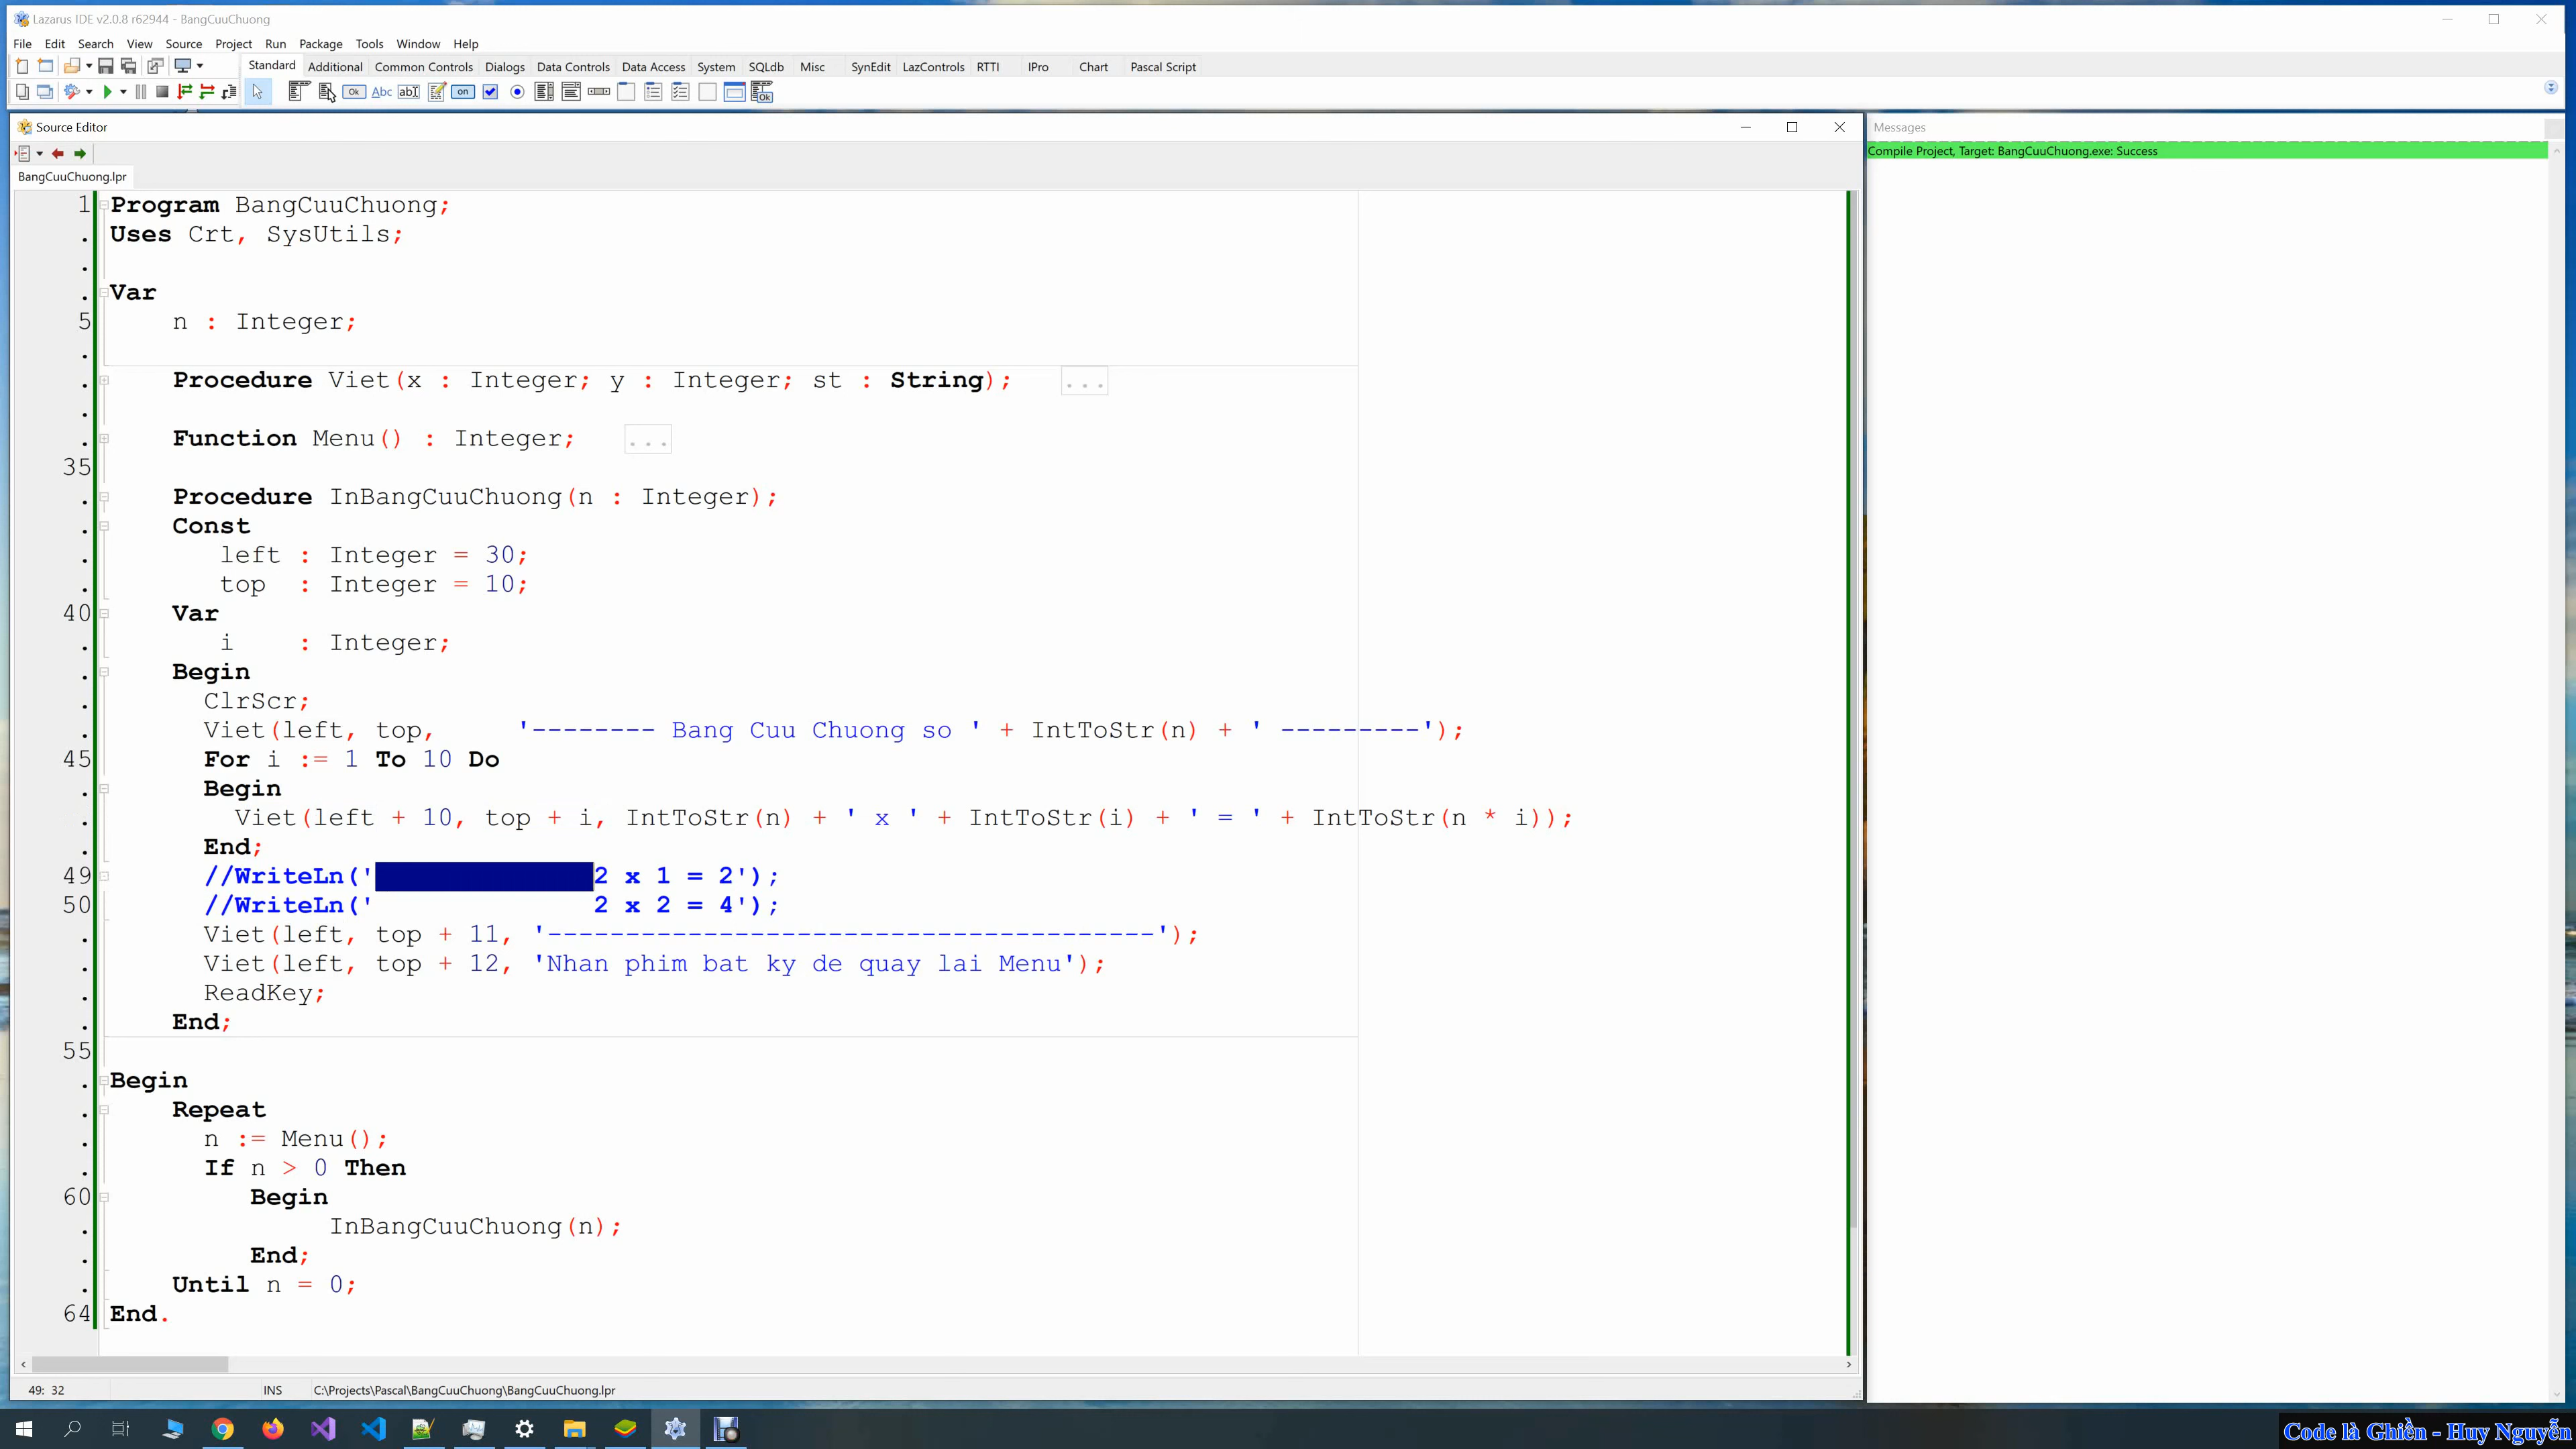 Lazarus IDE v2.0.8 r62944 - BangCuuChuong
File Edit Search View Source Project Run Package Tools Window Help
Standard Additional Common Controls Dialogs Data Controls Data Access System SQLdb Misc SynEdit LazControls RTTI IPro Chart Pascal Script
Ok Abc abI on Ok
Source Editor
BangCuuChuong.lpr
1 Program BangCuuChuong;
. Uses Crt, SysUtils;
.
. Var
5 n : Integer;
.
. Procedure Viet(x : Integer; y : Integer; st : String); ...
.
. Function Menu() : Integer; ...
35
. Procedure InBangCuuChuong(n : Integer);
. Const
. left : Integer = 30;
. top : Integer = 10;
40 Var
. i : Integer;
. Begin
. ClrScr;
. Viet(left, top, '-------- Bang Cuu Chuong so ' + IntToStr(n) + ' ---------');
45 For i := 1 To 10 Do
. Begin
. Viet(left + 10, top + i, IntToStr(n) + ' x ' + IntToStr(i) + ' = ' + IntToStr(n * i));
. End;
49 //WriteLn('              2 x 1 = 2');
50 //WriteLn('              2 x 2 = 4');
. Viet(left, top + 11, '---------------------------------------');
. Viet(left, top + 12, 'Nhan phim bat ky de quay lai Menu');
. ReadKey;
. End;
55
. Begin
. Repeat
. n := Menu();
. If n > 0 Then
60 Begin
. InBangCuuChuong(n);
. End;
. Until n = 0;
64 End.
49: 32 INS C:\Projects\Pascal\BangCuuChuong\BangCuuChuong.lpr
Messages
Compile Project, Target: BangCuuChuong.exe: Success
Code là Ghiền - Huy Nguyễn